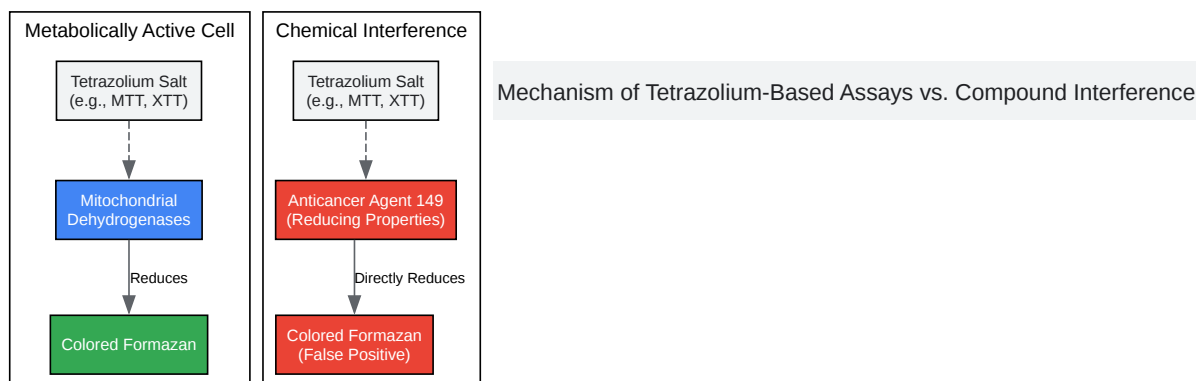 Metabolically Active Cell
Tetrazolium Salt
(e.g., MTT, XTT)
Mitochondrial
Dehydrogenases
Reduces
Colored Formazan
Chemical Interference
Tetrazolium Salt
(e.g., MTT, XTT)
Anticancer Agent 149
(Reducing Properties)
Directly Reduces
Colored Formazan
(False Positive)
Mechanism of Tetrazolium-Based Assays vs. Compound Interference